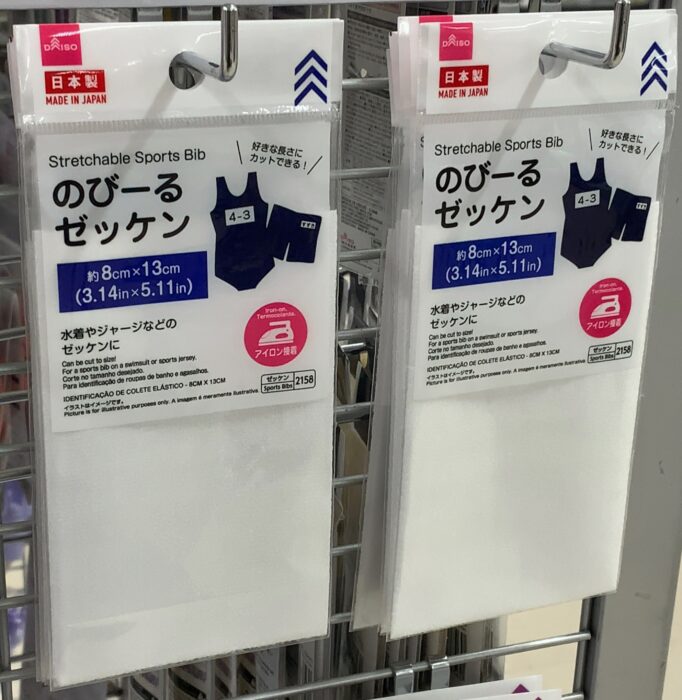 DAISO
日本製
MADE IN JAPAN
Stretchable Sports Bib
好きな長さに
カットできる!
のびーる
ゼッケン
4-3
約8cm×13cm
(3.14in×5.11in)
水着やジャージなどの
ゼッケンに
Can be cut to size!
For a sports bib on a swimsuit or sports jersey.
Corte no tamanho desejado.
Para identificação de roupas de banho e agasalhos.
Iron-on.
Termocolante.
アイロン接着
IDENTIFICAÇÃO DE COLETE ELÁSTICO - 8CM X 13CM
イラストはイメージです。
Picture is for illustrative purposes only. A imagem é meramente ilustrativa.
ゼッケン
Sports Bibs
2158
DAISO
日本製
MADE IN JAPAN
Stretchable Sports Bib
好きな長さに
カットできる!
のびーる
ゼッケン
4-3
約8cm×13cm
(3.14in×5.11in)
水着やジャージなどの
ゼッケンに
Can be cut to size!
For a sports bib on a swimsuit or sports jersey.
Corte no tamanho desejado.
Para identificação de roupas de banho e agasalhos.
Iron-on.
Termocolante.
アイロン接着
IDENTIFICAÇÃO DE COLETE ELÁSTICO - 8CM X 13CM
イラストはイメージです。
Picture is for illustrative purposes only. A imagem é meramente ilustrativa.
ゼッケン
Sports Bibs
2158